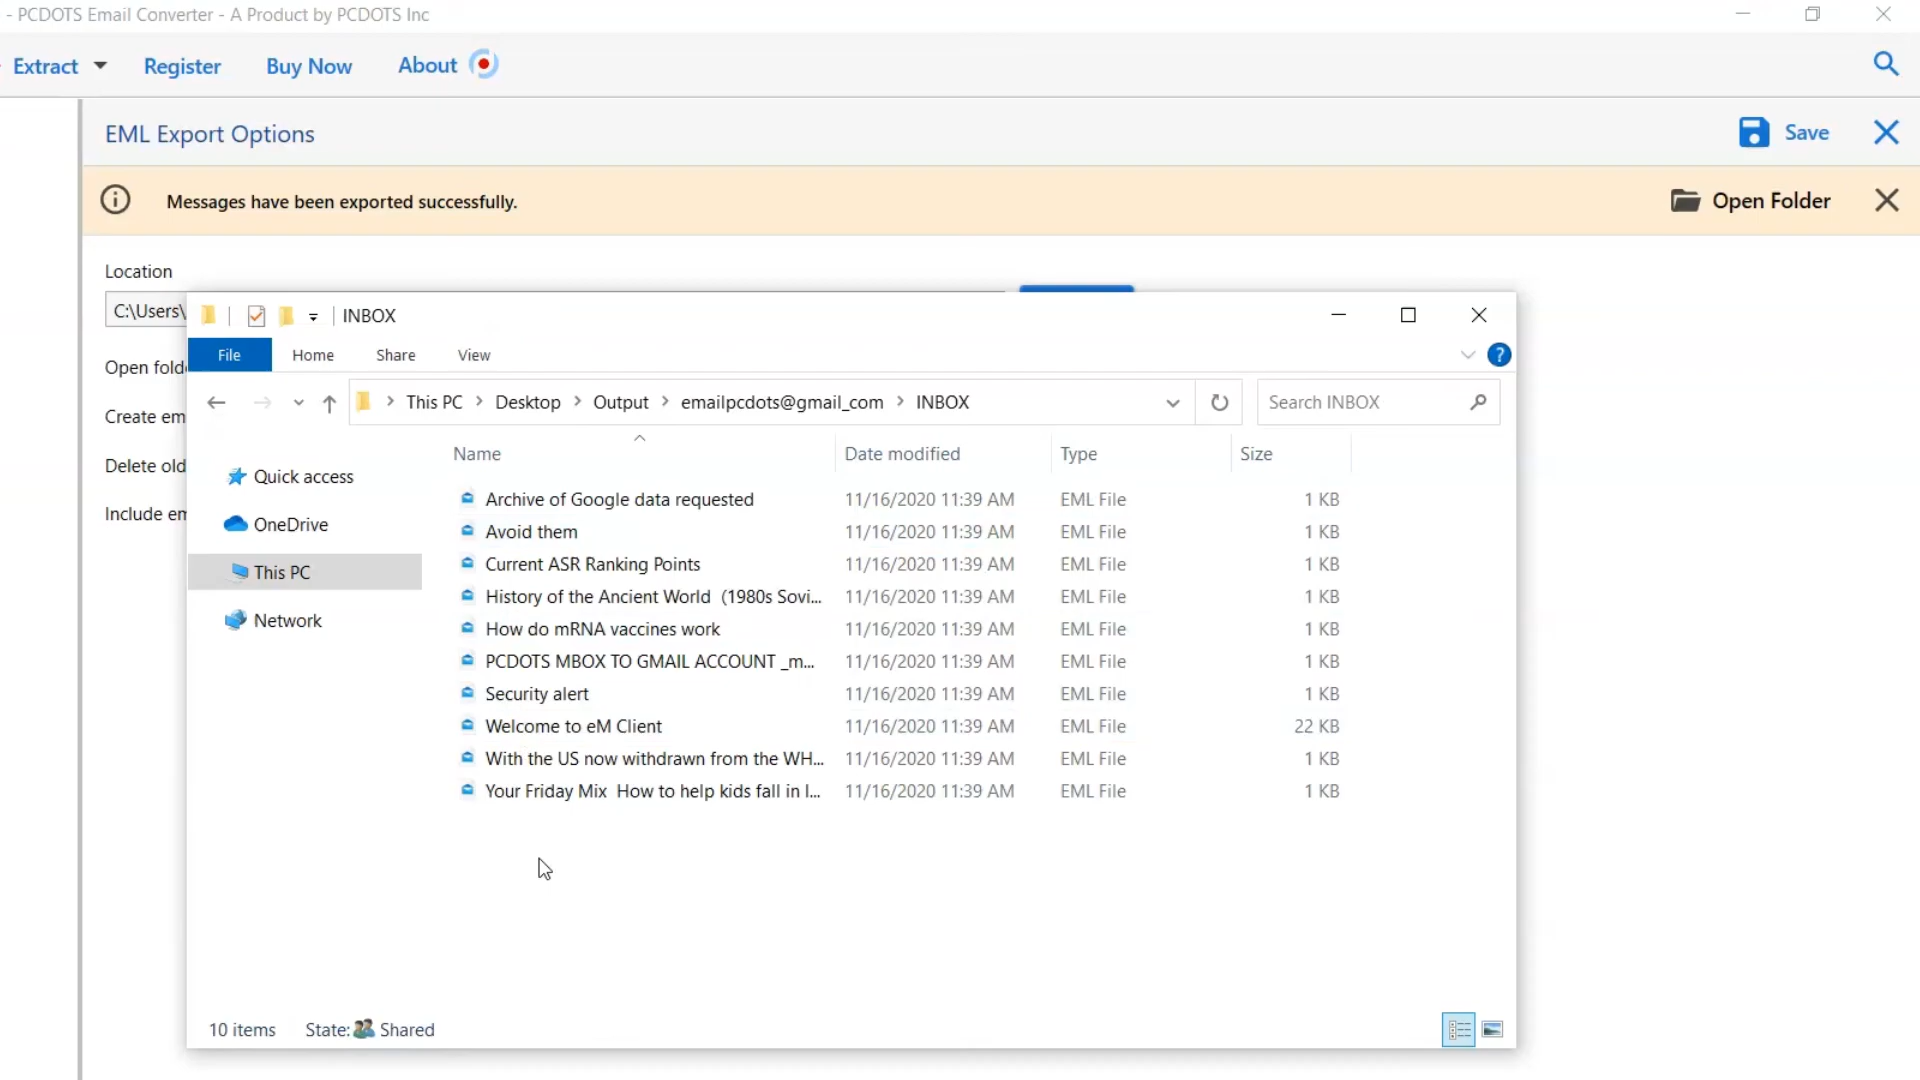 - PCDOTS Email Converter - A Product by PCDOTS Inc
Extract Register Buy Now About
EML Export Options Save
Messages have been exported successfully. Open Folder
Location
C:\Users\
INBOX
File Home Share View
Open fold
This PC Desktop Output emailpcdots@gmail_com INBOX Search INBOX
Create em
Name Date modified Type Size
Delete old
Quick access
Archive of Google data requested 11/16/2020 11:39 AM EML File 1 KB
Include em
OneDrive
Avoid them 11/16/2020 11:39 AM EML File 1 KB
This PC
Current ASR Ranking Points 11/16/2020 11:39 AM EML File 1 KB
History of the Ancient World (1980s Sovi... 11/16/2020 11:39 AM EML File 1 KB
Network
How do mRNA vaccines work 11/16/2020 11:39 AM EML File 1 KB
PCDOTS MBOX TO GMAIL ACCOUNT _m... 11/16/2020 11:39 AM EML File 1 KB
Security alert 11/16/2020 11:39 AM EML File 1 KB
Welcome to eM Client 11/16/2020 11:39 AM EML File 22 KB
With the US now withdrawn from the WH... 11/16/2020 11:39 AM EML File 1 KB
Your Friday Mix How to help kids fall in l... 11/16/2020 11:39 AM EML File 1 KB
10 items State: Shared